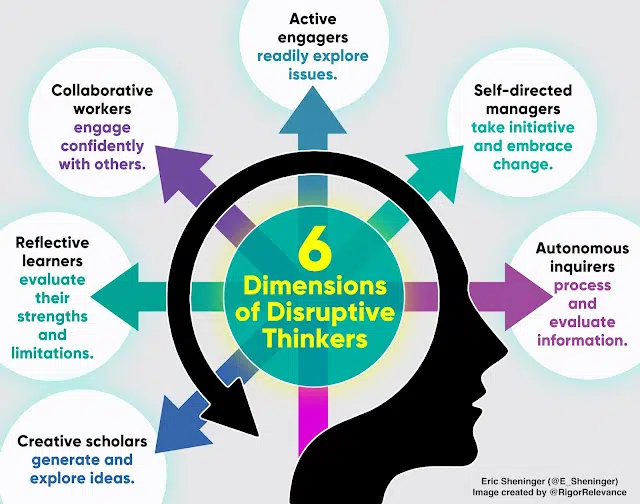 Active
engagers
readily explore
issues.
Collaborative
workers
engage
confidently
with others.
Self-directed
managers
take initiative
and embrace
change.
Reflective
learners
evaluate
their
strengths
and
limitations.
6
Dimensions
of Disruptive
Thinkers
Autonomous
inquirers
process
and
evaluate
information.
Creative scholars
generate and
explore ideas.
Eric Sheninger (@E_Sheninger)
Image created by @RigorRelevance